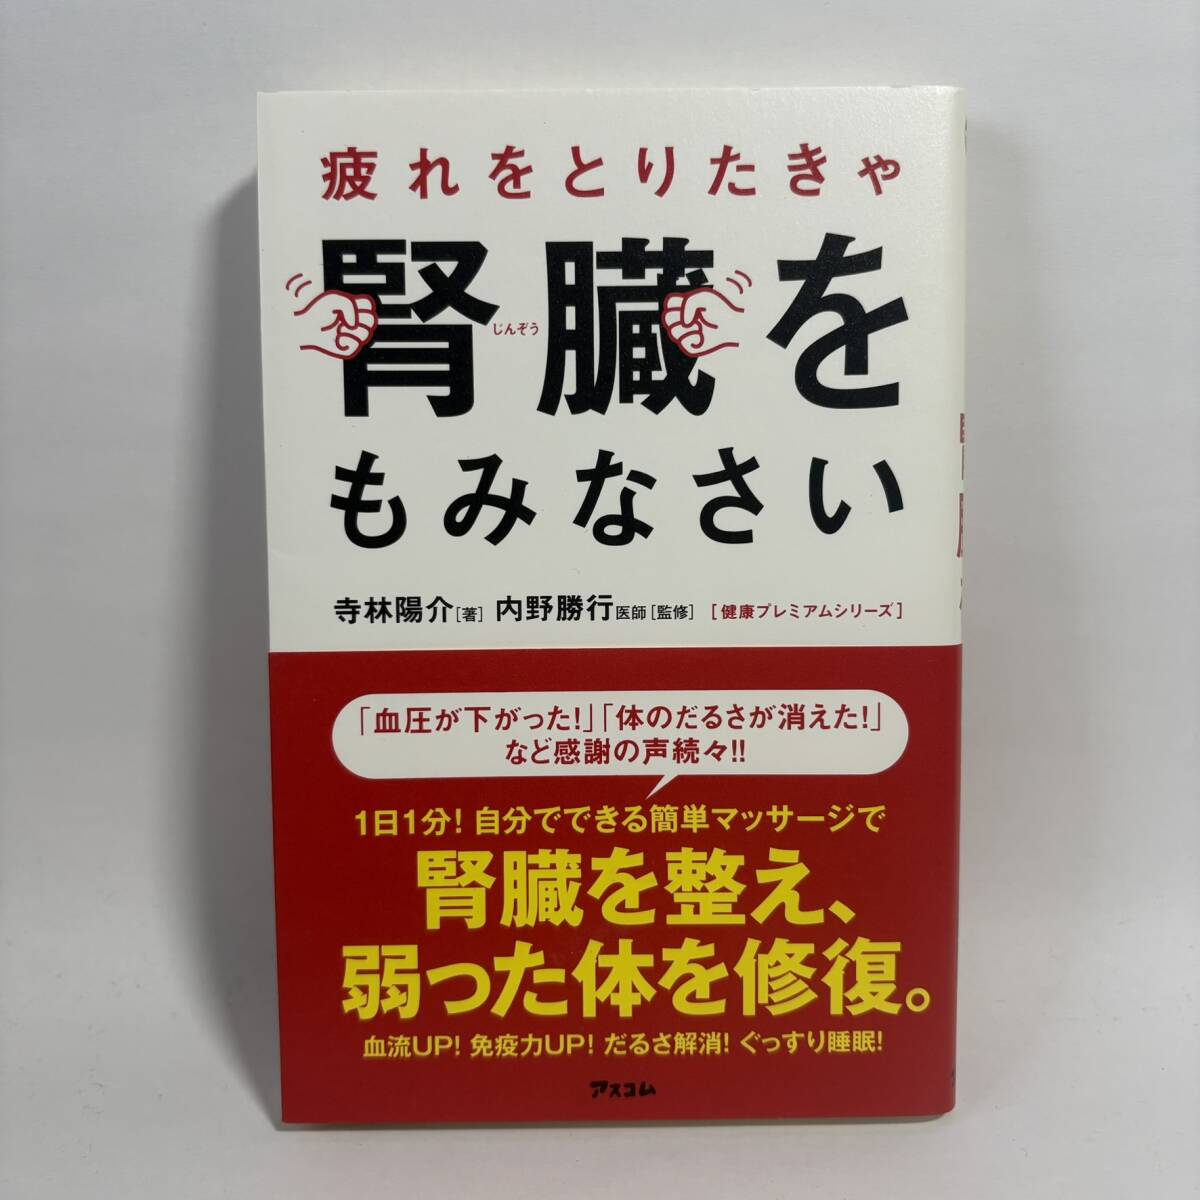 疲れをとりたきゃ
腎臓を
じんぞう
もみなさい
寺林陽介[著] 内野勝行医師[監修] [健康プレミアムシリーズ]
「血圧が下がった!」「体のだるさが消えた!」
など感謝の声続々!!
1日1分! 自分でできる簡単マッサージで
腎臓を整え、
弱った体を修復。
血流UP! 免疫力UP! だるさ解消! ぐっすり睡眠!
アスコム